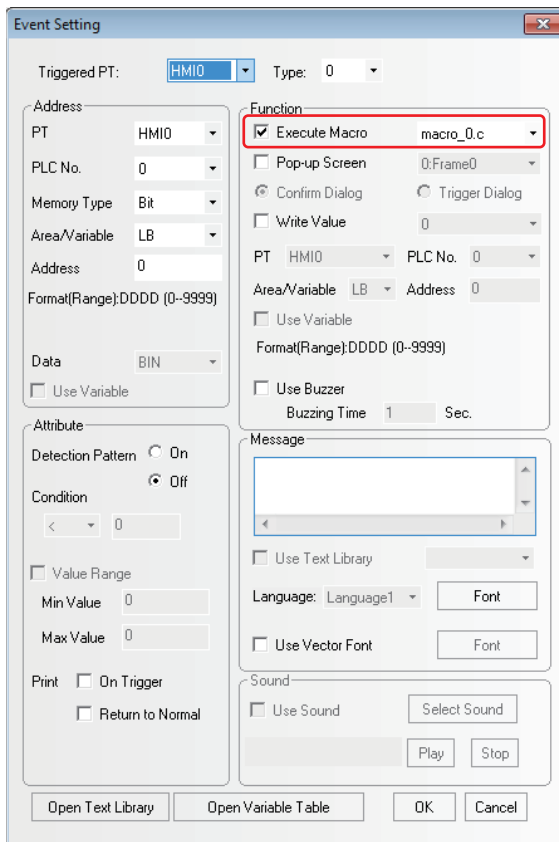 Event Setting
Triggered PT: HMI0 Type: 0
Address
PT HMI0
PLC No. 0
Memory Type Bit
Area/Variable LB
Address 0
Format(Range):DDDD (0--9999)
Data BIN
Use Variable
Attribute
Detection Pattern On
Off
Condition
< 0
Value Range
Min Value 0
Max Value 0
Print On Trigger
Return to Normal
Function
Execute Macro macro_0.c
Pop-up Screen 0:Frame0
Confirm Dialog Trigger Dialog
Write Value 0
PT HMI0 PLC No. 0
Area/Variable LB Address 0
Use Variable
Format(Range):DDDD (0--9999)
Use Buzzer
Buzzing Time 1 Sec.
Message
Use Text Library
Language: Language1 Font
Use Vector Font Font
Sound
Use Sound Select Sound
Play Stop
Open Text Library Open Variable Table OK Cancel